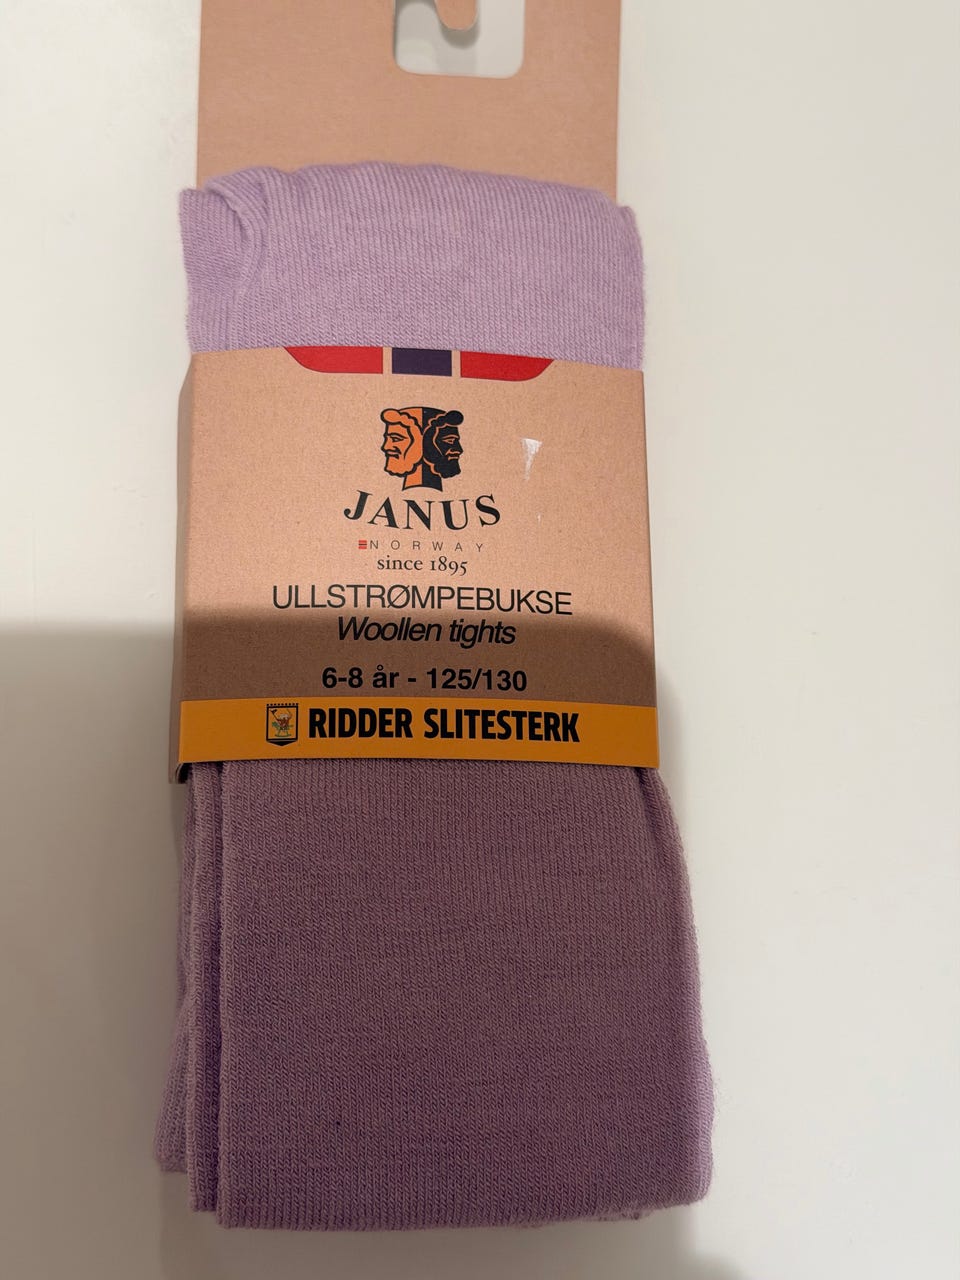 JANUS
NORWAY
since 1895
ULLSTRØMPEBUKSE
Woollen tights
6-8 år - 125/130
RIDDER SLITESTERK